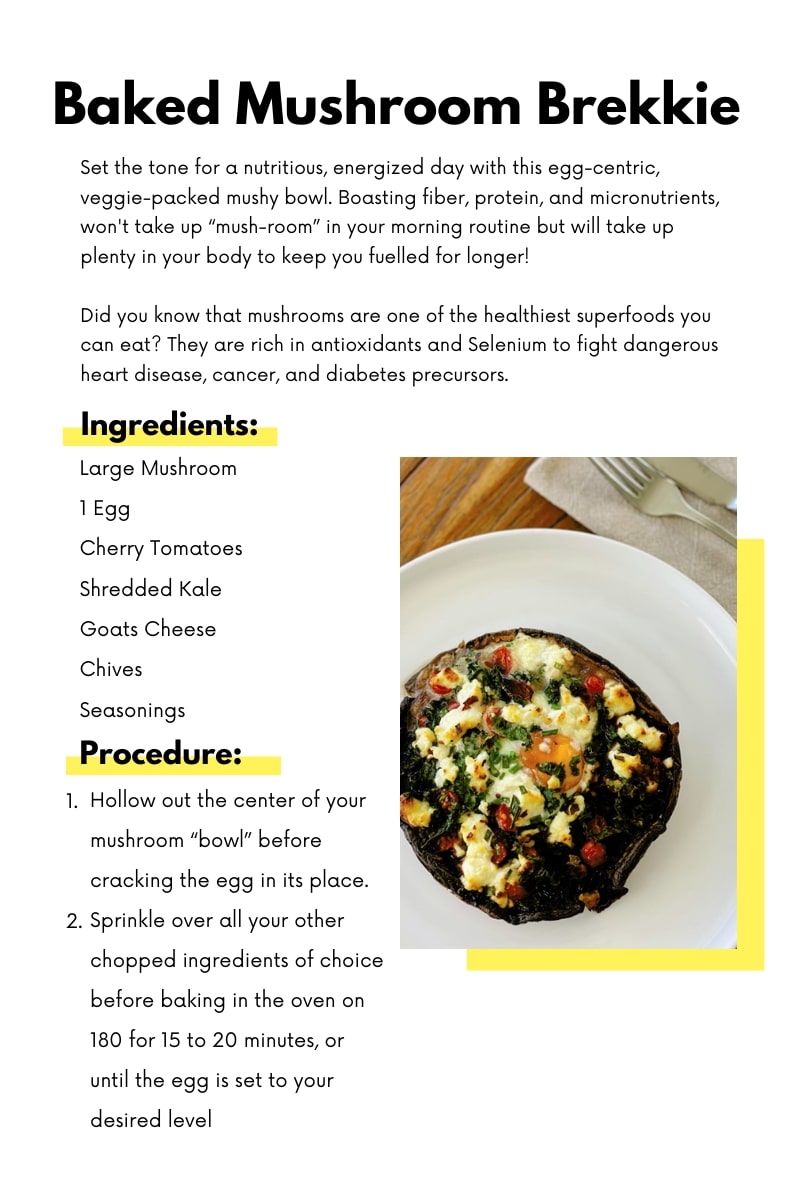 Baked Mushroom Brekkie
Set the tone for a nutritious, energized day with this egg-centric,
veggie-packed mushy bowl. Boasting fiber, protein, and micronutrients,
won't take up “mush-room” in your morning routine but will take up
plenty in your body to keep you fuelled for longer!
Did you know that mushrooms are one of the healthiest superfoods you
can eat? They are rich in antioxidants and Selenium to fight dangerous
heart disease, cancer, and diabetes precursors.
Ingredients:
Large Mushroom
1 Egg
Cherry Tomatoes
Shredded Kale
Goats Cheese
Chives
Seasonings
Procedure:
1. Hollow out the center of your
mushroom “bowl” before
cracking the egg in its place.
2. Sprinkle over all your other
chopped ingredients of choice
before baking in the oven on
180 for 15 to 20 minutes, or
until the egg is set to your
desired level